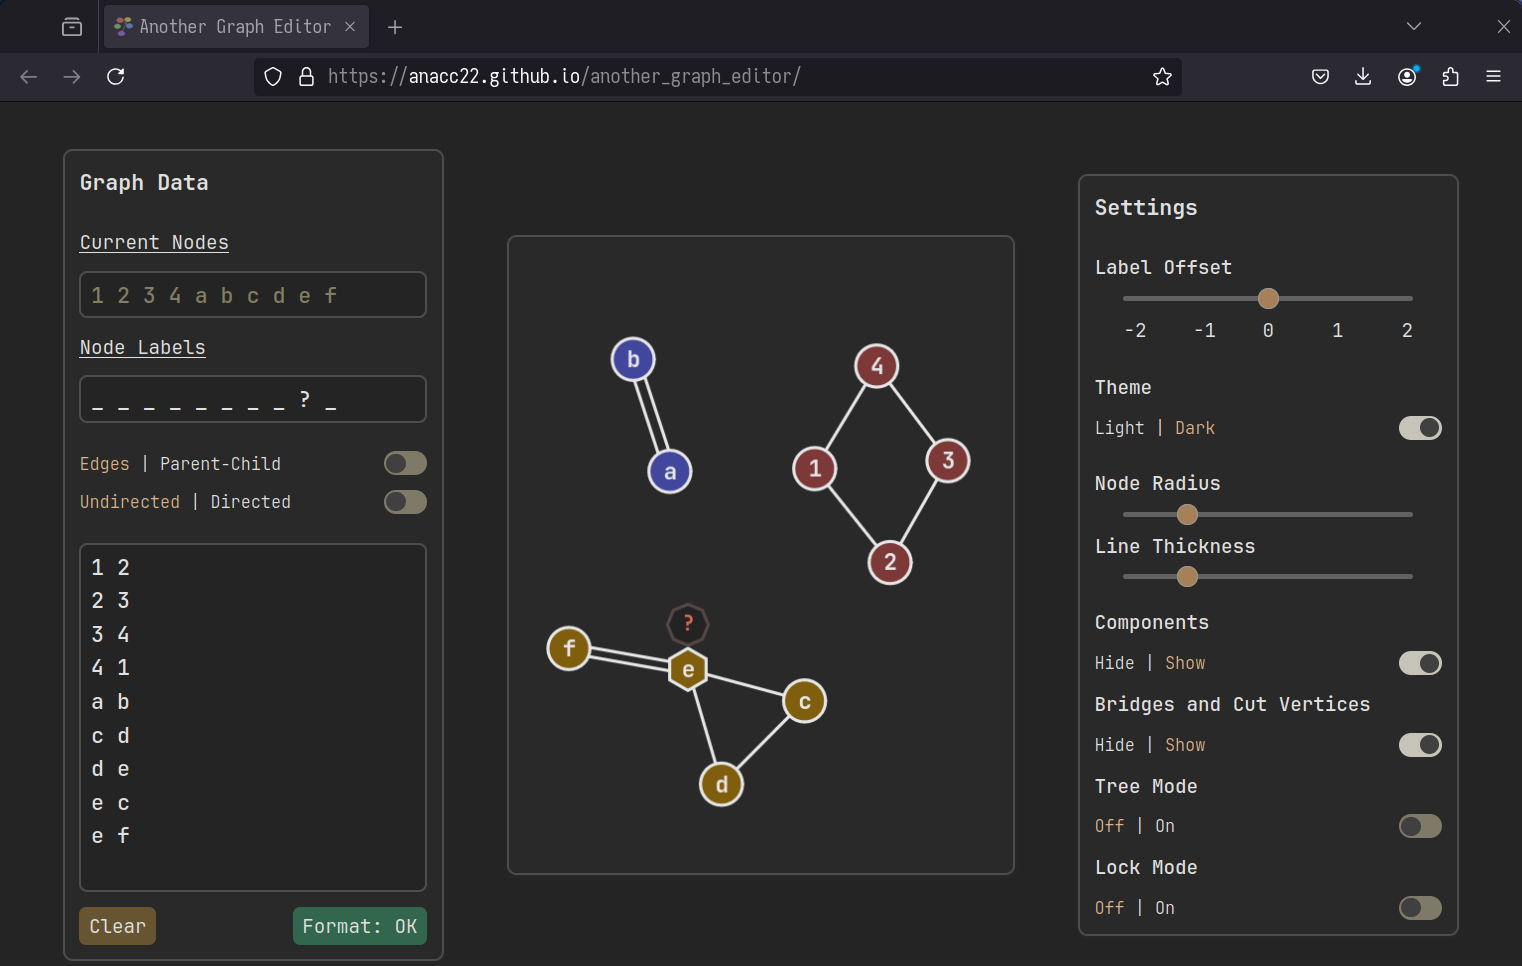 Another Graph Editor
https://anacc22.github.io/another_graph_editor/
Graph Data
Current Nodes
1 2 3 4 a b c d e f
Node Labels
_ _ _ _ _ _ _ _ ? _
Edges | Parent-Child
Undirected | Directed
1 2
2 3
3 4
4 1
a b
c d
d e
e c
e f
Clear
Format: OK
b
a
4
1
3
2
?
f
e
c
d
Settings
Label Offset
-2 -1 0 1 2
Theme
Light | Dark
Node Radius
Line Thickness
Components
Hide | Show
Bridges and Cut Vertices
Hide | Show
Tree Mode
Off | On
Lock Mode
Off | On